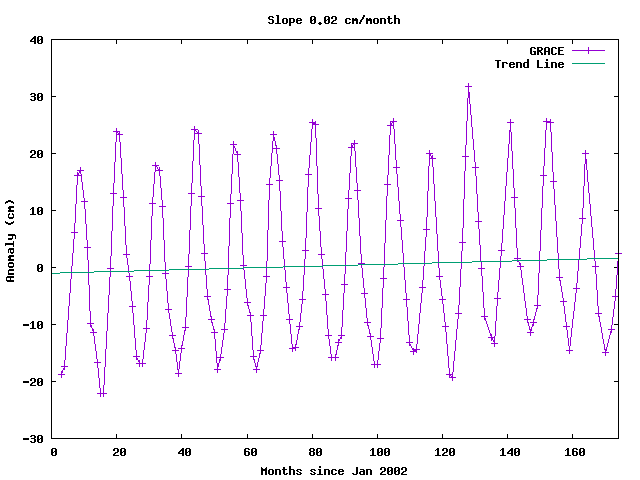 Slope 0.02 cm/month
GRACE
Trend Line
40
30
20
10
0
-10
-20
-30
Anomaly (cm)
0 20 40 60 80 100 120 140 160
Months since Jan 2002